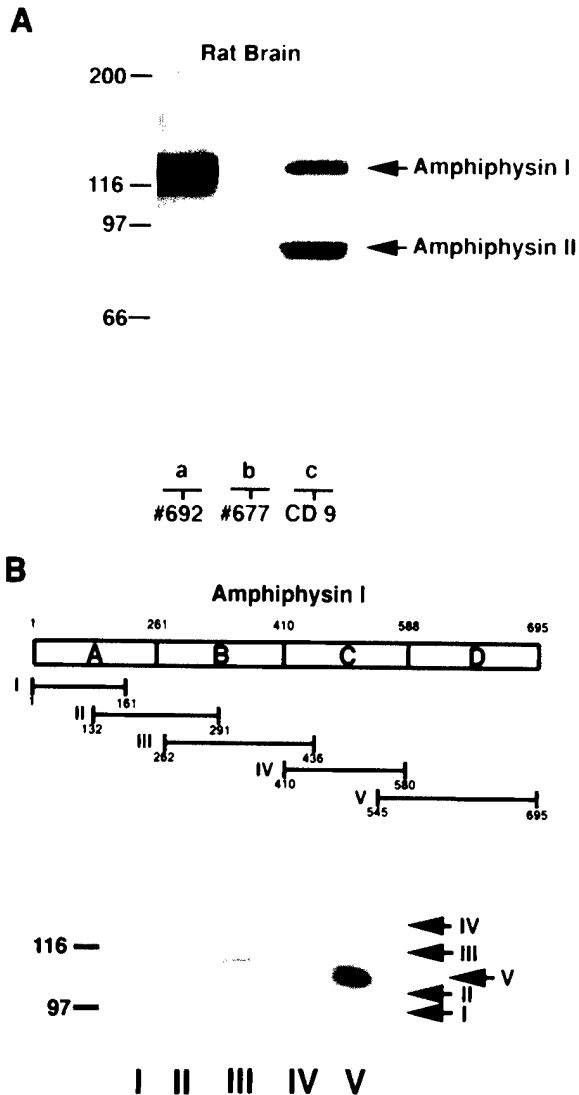 A
Rat Brain
200
116
97
66
Amphiphysin I
Amphiphysin II
a b c
#692 #677 CD 9
B
Amphiphysin I
1 261 410 588 695
A B C D
I
1 161
II
132 291
III
262 436
IV
410 580
V
545 695
116
97
IV
III
V
II
I
I II III IV V